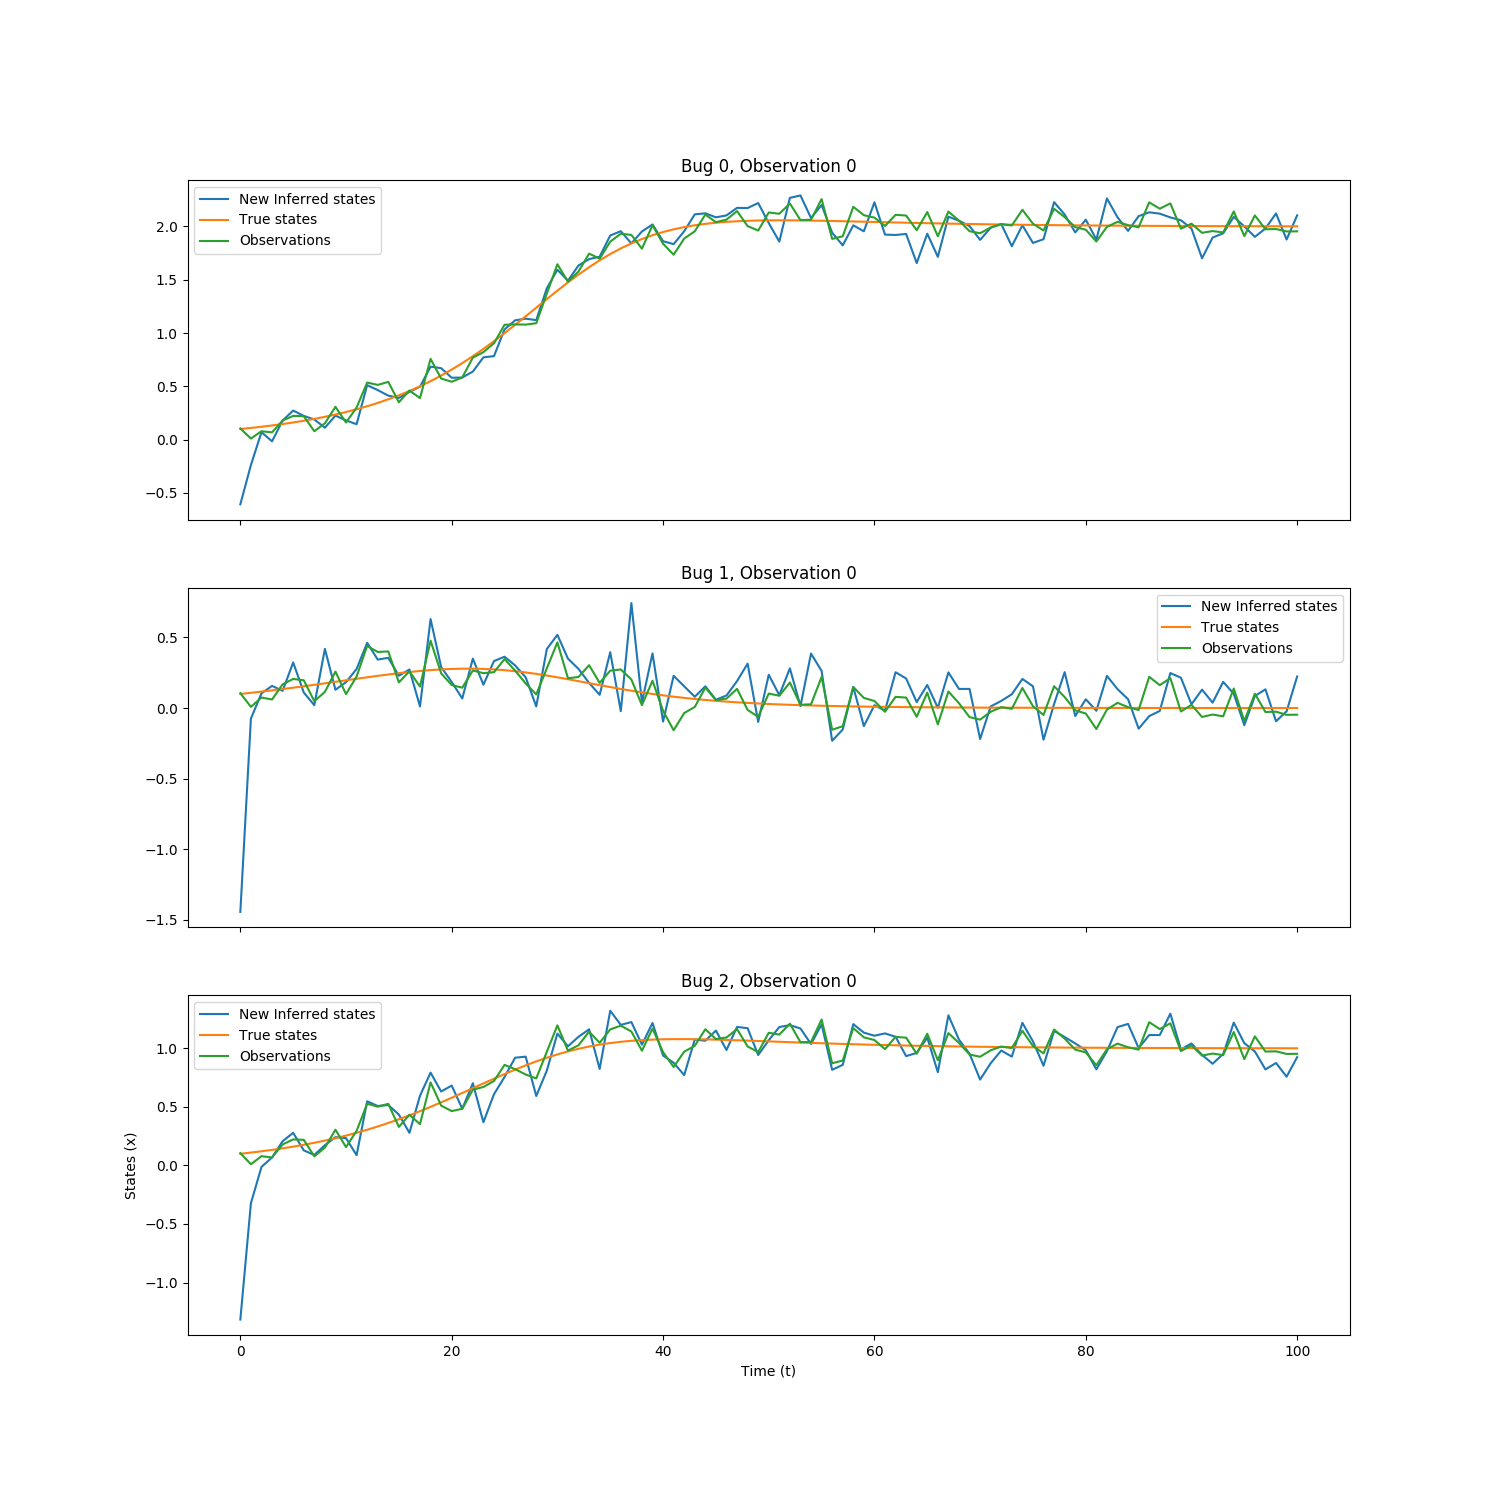 Bug 0, Observation 0
New Inferred states
True states
Observations
2.0
1.5
1.0
0.5
0.0
−0.5
Bug 1, Observation 0
New Inferred states
True states
Observations
0.5
0.0
−0.5
−1.0
−1.5
Bug 2, Observation 0
New Inferred states
True states
Observations
1.0
0.5
0.0
−0.5
−1.0
States (x)
0 20 40 60 80 100
Time (t)